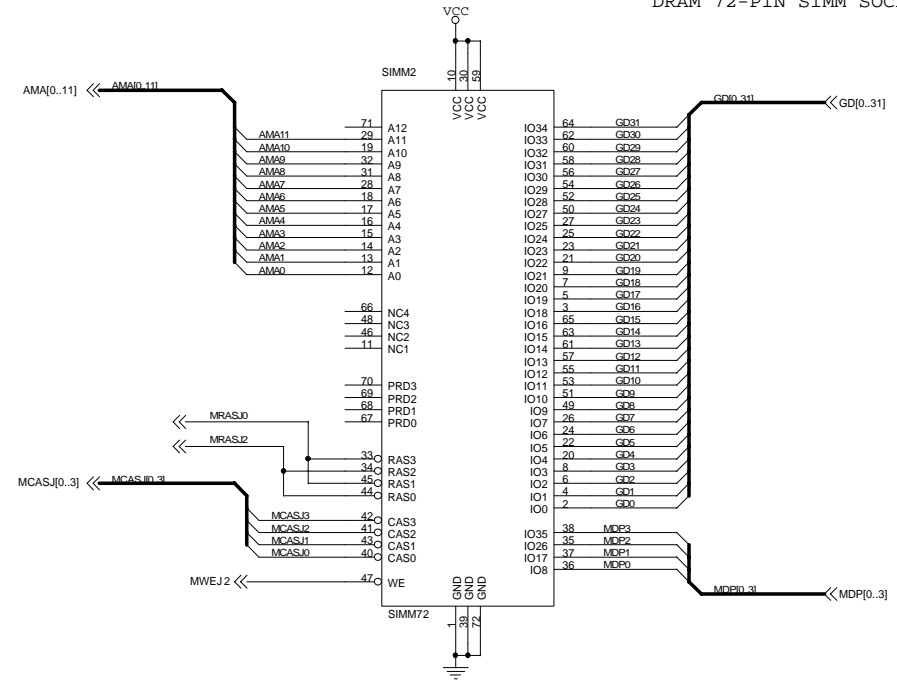 DRAM 72-PIN SIMM SOC
VCC
SIMM2
10 30 59
VCC VCC VCC
AMA[0..11] AMA[0..11] GD[0..31] GD[0..31]
71 A12 IO34 64 GD31
AMA11 29 A11 IO33 62 GD30
AMA10 19 A10 IO32 60 GD29
AMA9 32 A9 IO31 58 GD28
AMA8 31 A8 IO30 56 GD27
AMA7 28 A7 IO29 54 GD26
AMA6 18 A6 IO28 52 GD25
AMA5 17 A5 IO27 50 GD24
AMA4 16 A4 IO25 27 GD23
AMA3 15 A3 IO24 25 GD22
AMA2 14 A2 IO23 23 GD21
AMA1 13 A1 IO22 21 GD20
AMA0 12 A0 IO21 9 GD19
IO20 7 GD18
IO19 5 GD17
66 NC4 IO18 3 GD16
48 NC3 IO16 65 GD15
46 NC2 IO15 63 GD14
11 NC1 IO14 61 GD13
IO13 57 GD12
IO12 55 GD11
70 PRD3 IO11 53 GD10
69 PRD2 IO10 51 GD9
68 PRD1 IO9 49 GD8
67 PRD0 IO7 26 GD7
MRASJ0 IO6 24 GD6
IO5 22 GD5
MRASJ2 IO4 20 GD4
33 RAS3 IO3 8 GD3
34 RAS2 IO2 6 GD2
45 RAS1 IO1 4 GD1
44 RAS0 IO0 2 GD0
MCASJ[0..3] MCASJ[0..3]
MCASJ3 42 CAS3 IO35 38 MDP3
MCASJ2 41 CAS2 IO26 35 MDP2
MCASJ1 43 CAS1 IO17 37 MDP1
MCASJ0 40 CAS0 IO8 36 MDP0
MWEJ2 47 WE MDP[0..3] MDP[0..3]
GND GND GND
SIMM72
1 39 72